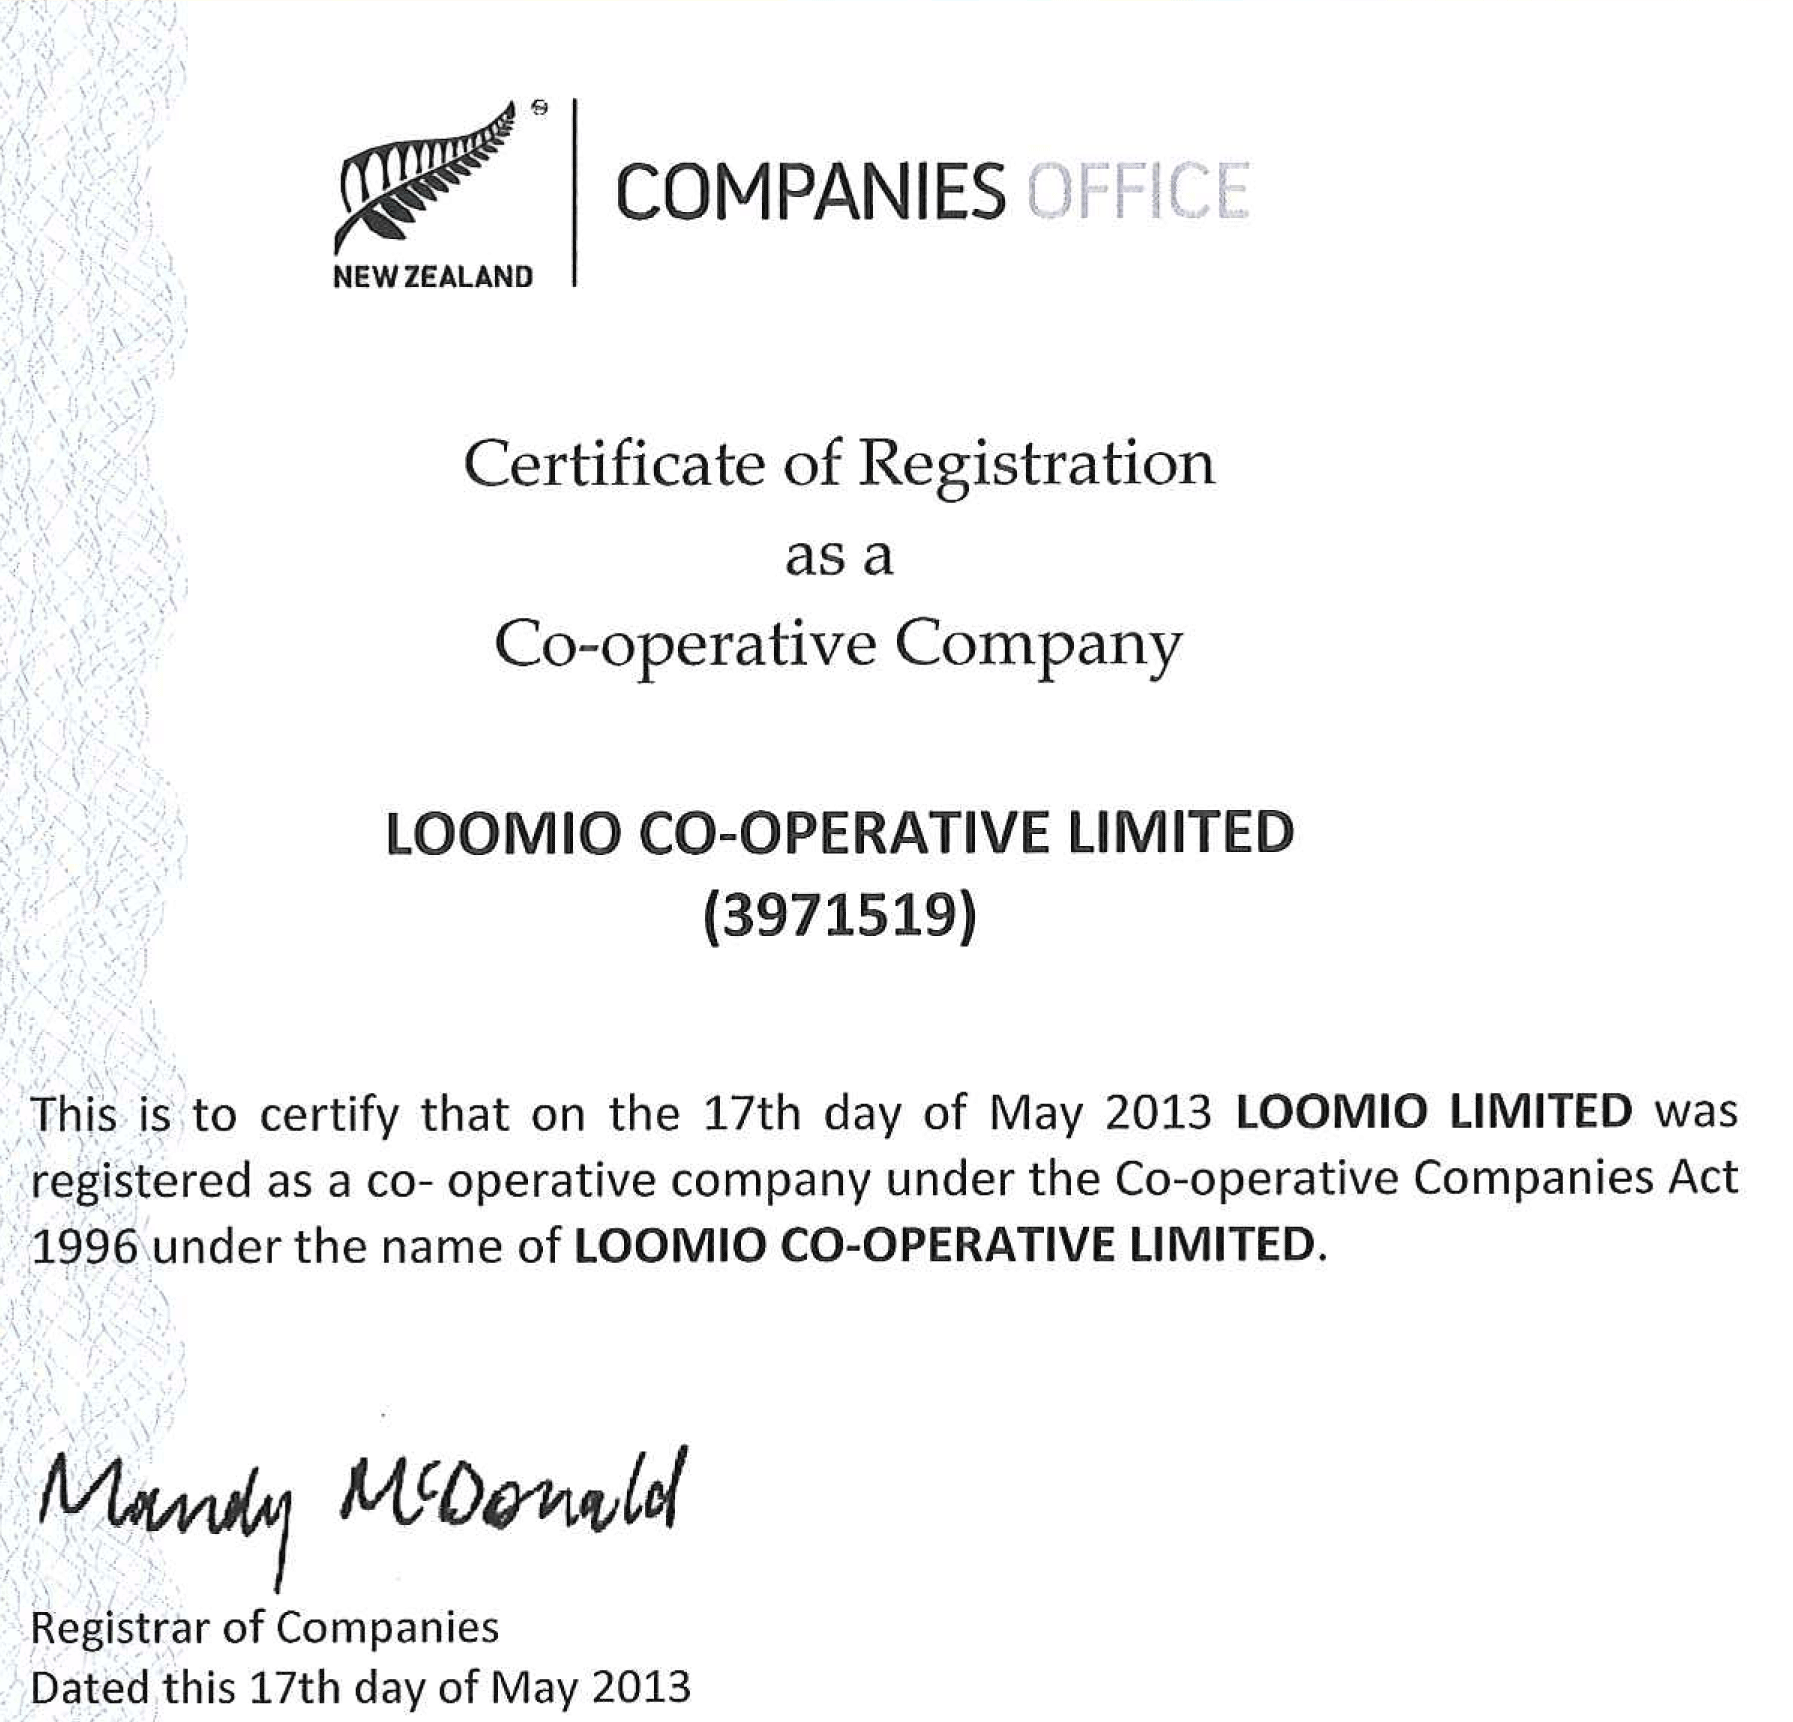 NEW ZEALAND
COMPANIES OFFICE
Certificate of Registration
as a
Co-operative Company
LOOMIO CO-OPERATIVE LIMITED
(3971519)
This is to certify that on the 17th day of May 2013 LOOMIO LIMITED was
registered as a co- operative company under the Co-operative Companies Act
1996 under the name of LOOMIO CO-OPERATIVE LIMITED.
Mandy McDonald
Registrar of Companies
Dated this 17th day of May 2013